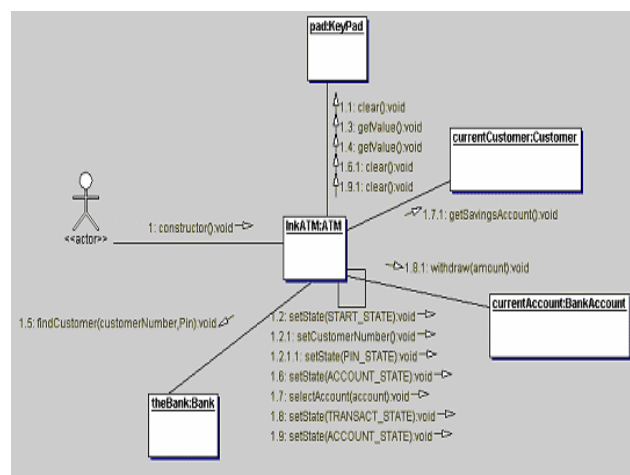 pad:KeyPad
1.1: clear():void
1.3: getValue():void
1.4: getValue():void
1.6.1: clear():void
1.9.1: clear():void
currentCustomer:Customer
1.7.1: getSavingsAccount():void
<<actor>>
1: constructor():void
InkATM:ATM
1.8.1: withdraw(amount):void
currentAccount:BankAccount
1.5: findCustomer(customerNumber,Pin):void
1.2: setState(START_STATE):void
1.2.1: setCustomerNumber():void
1.2.1.1: setState(PIN_STATE):void
1.6: setState(ACCOUNT_STATE):void
1.7: selectAccount(account):void
1.8: setState(TRANSACT_STATE):void
1.9: setState(ACCOUNT_STATE):void
theBank:Bank